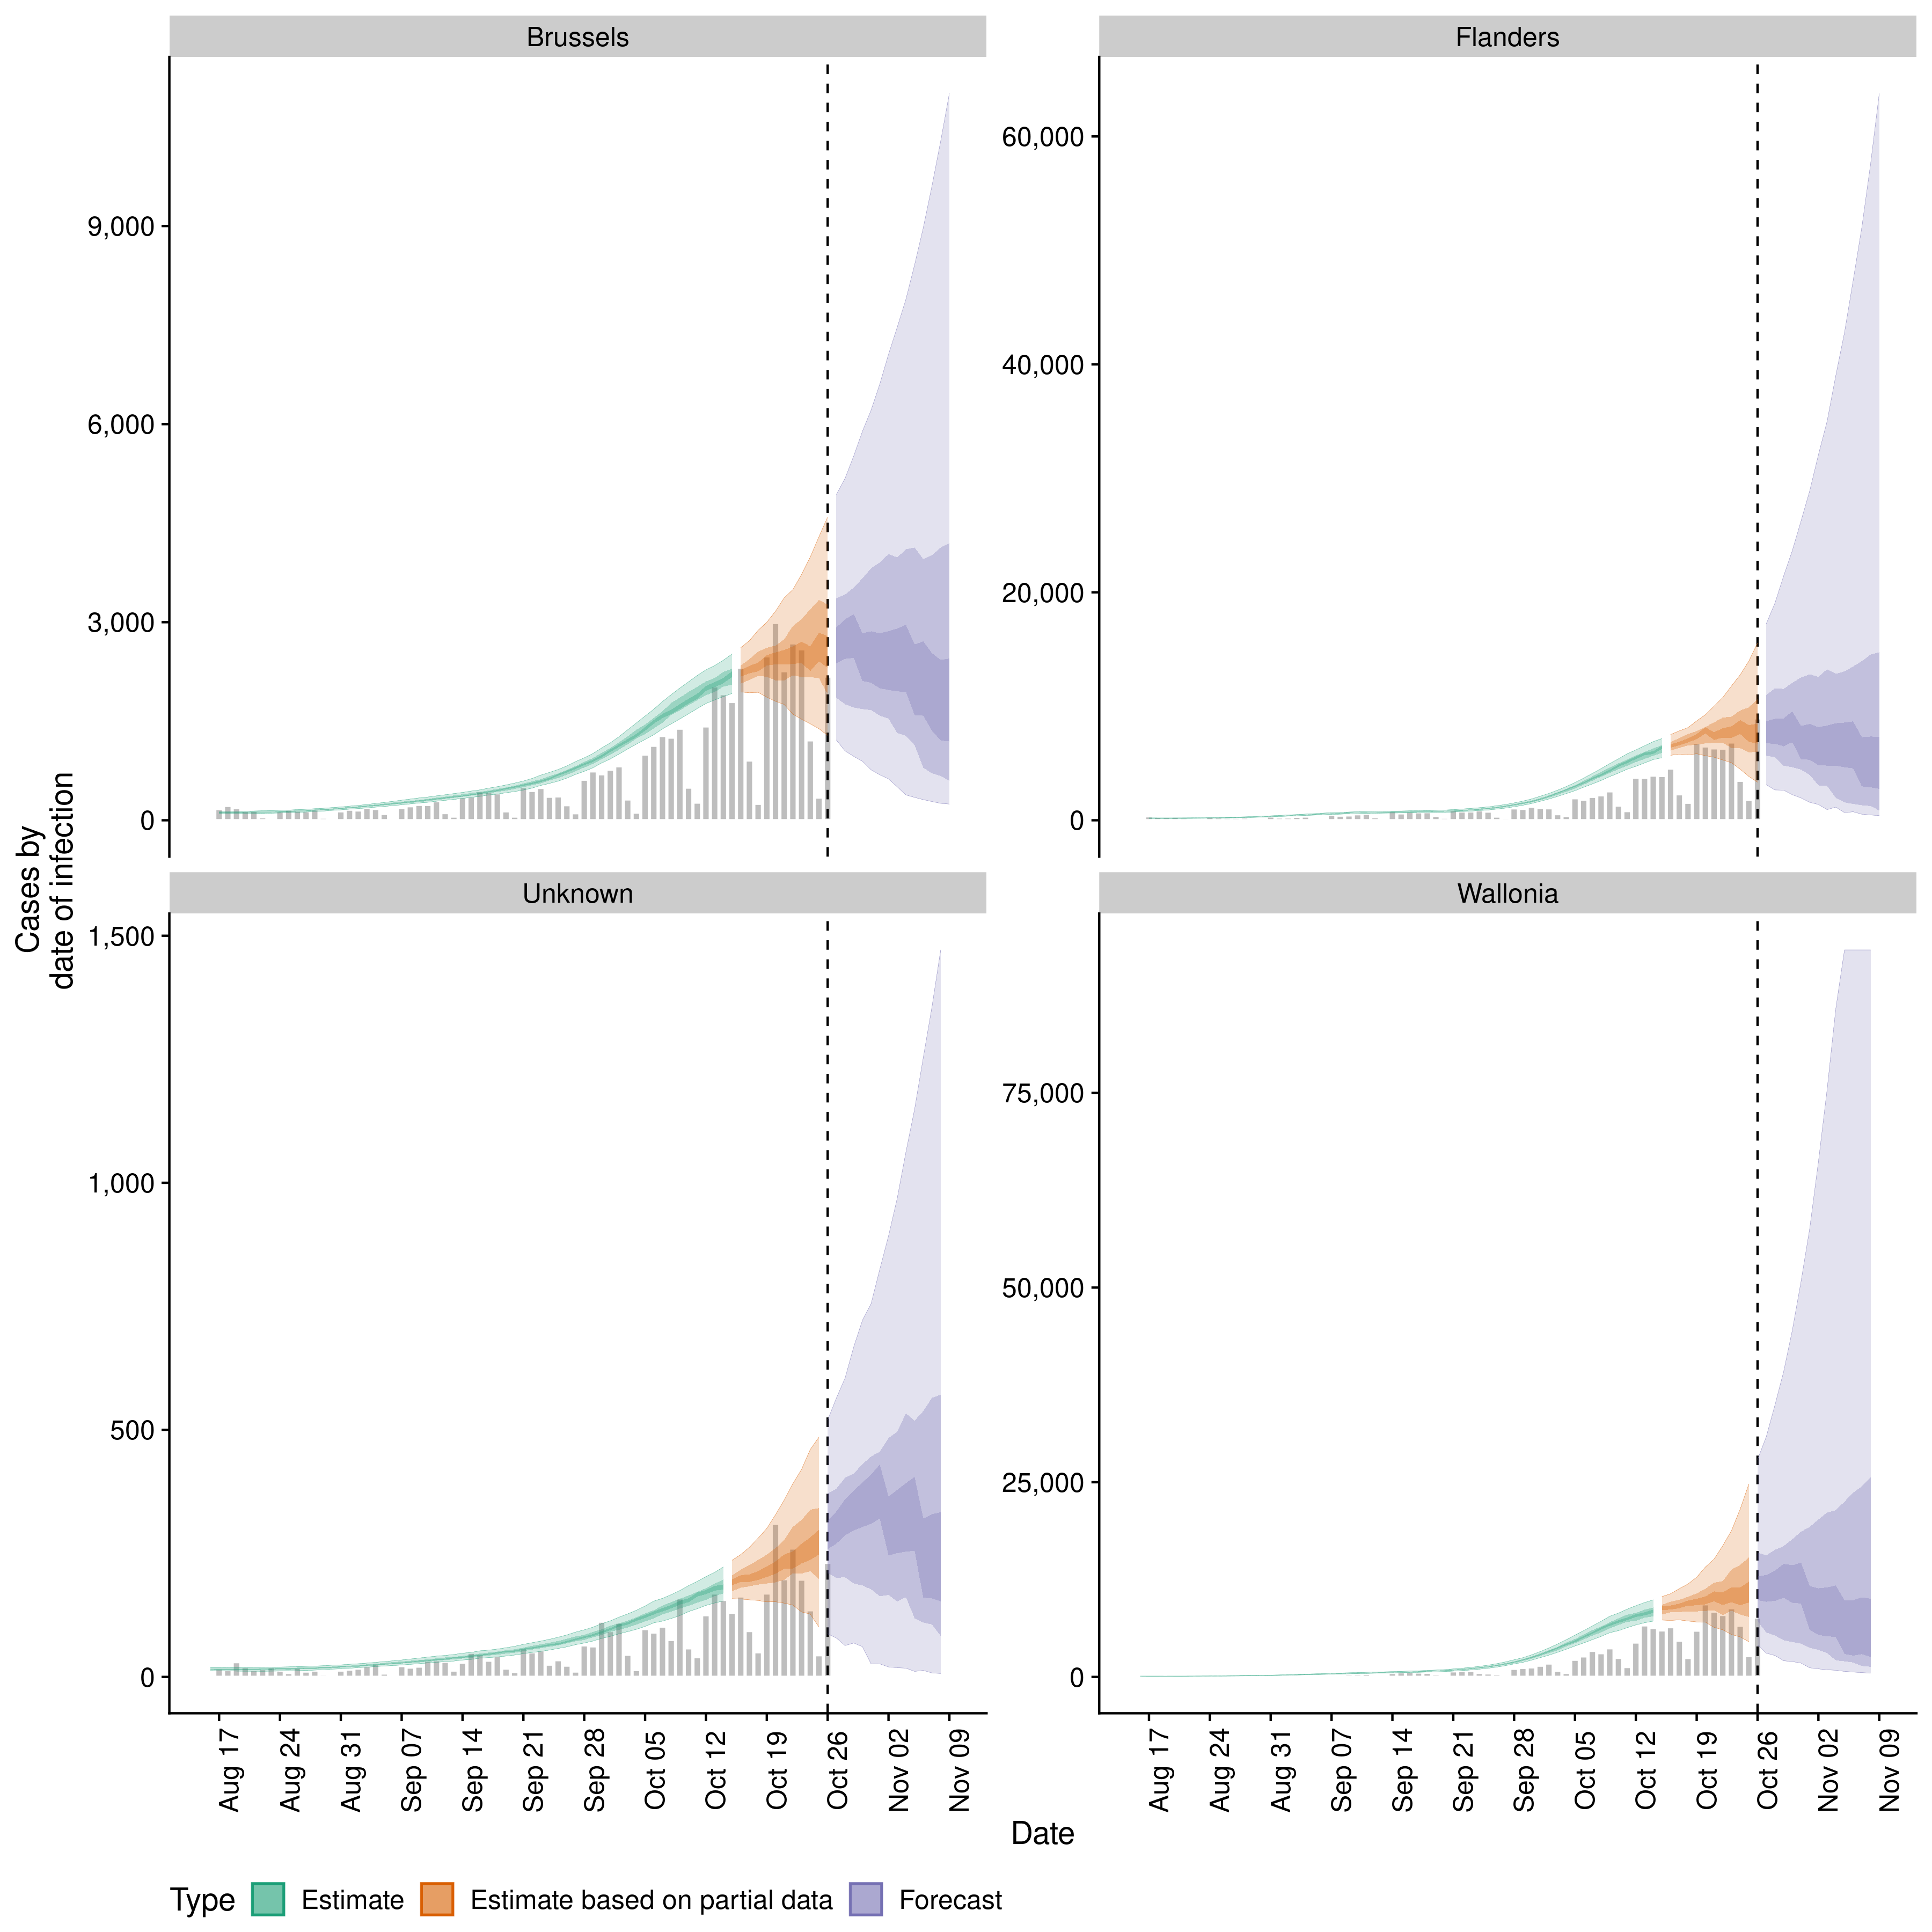 Brussels
Flanders
9,000
6,000
3,000
0
60,000
40,000
20,000
0
Cases by
date of infection
Unknown
Wallonia
1,500
1,000
500
0
75,000
50,000
25,000
0
Aug 17
Aug 24
Aug 31
Sep 07
Sep 14
Sep 21
Sep 28
Oct 05
Oct 12
Oct 19
Oct 26
Nov 02
Nov 09
Aug 17
Aug 24
Aug 31
Sep 07
Sep 14
Sep 21
Sep 28
Oct 05
Oct 12
Oct 19
Oct 26
Nov 02
Nov 09
Date
Type Estimate Estimate based on partial data Forecast